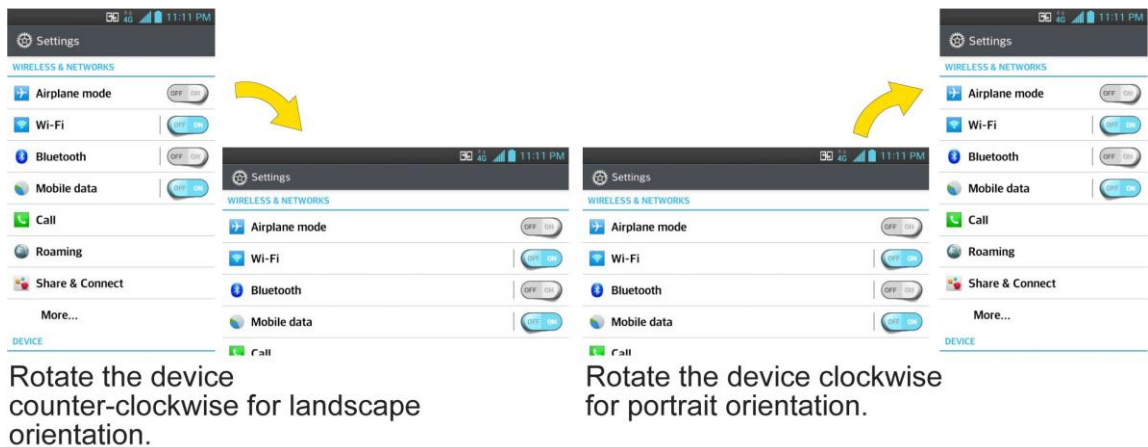 4G 11:11 PM
Settings
WIRELESS & NETWORKS
Airplane mode OFF ON
Wi-Fi OFF ON
Bluetooth OFF ON
Mobile data OFF ON
Call
Roaming
Share & Connect
More...
DEVICE
4G 11:11 PM
Settings
WIRELESS & NETWORKS
Airplane mode OFF ON
Wi-Fi OFF ON
Bluetooth OFF ON
Mobile data OFF ON
Call
Rotate the device
counter-clockwise for landscape
orientation.
4G 11:11 PM
Settings
WIRELESS & NETWORKS
Airplane mode OFF ON
Wi-Fi OFF ON
Bluetooth OFF ON
Mobile data OFF ON
Call
Rotate the device clockwise
for portrait orientation.
4G 11:11 PM
Settings
WIRELESS & NETWORKS
Airplane mode OFF ON
Wi-Fi OFF ON
Bluetooth OFF ON
Mobile data OFF ON
Call
Roaming
Share & Connect
More...
DEVICE